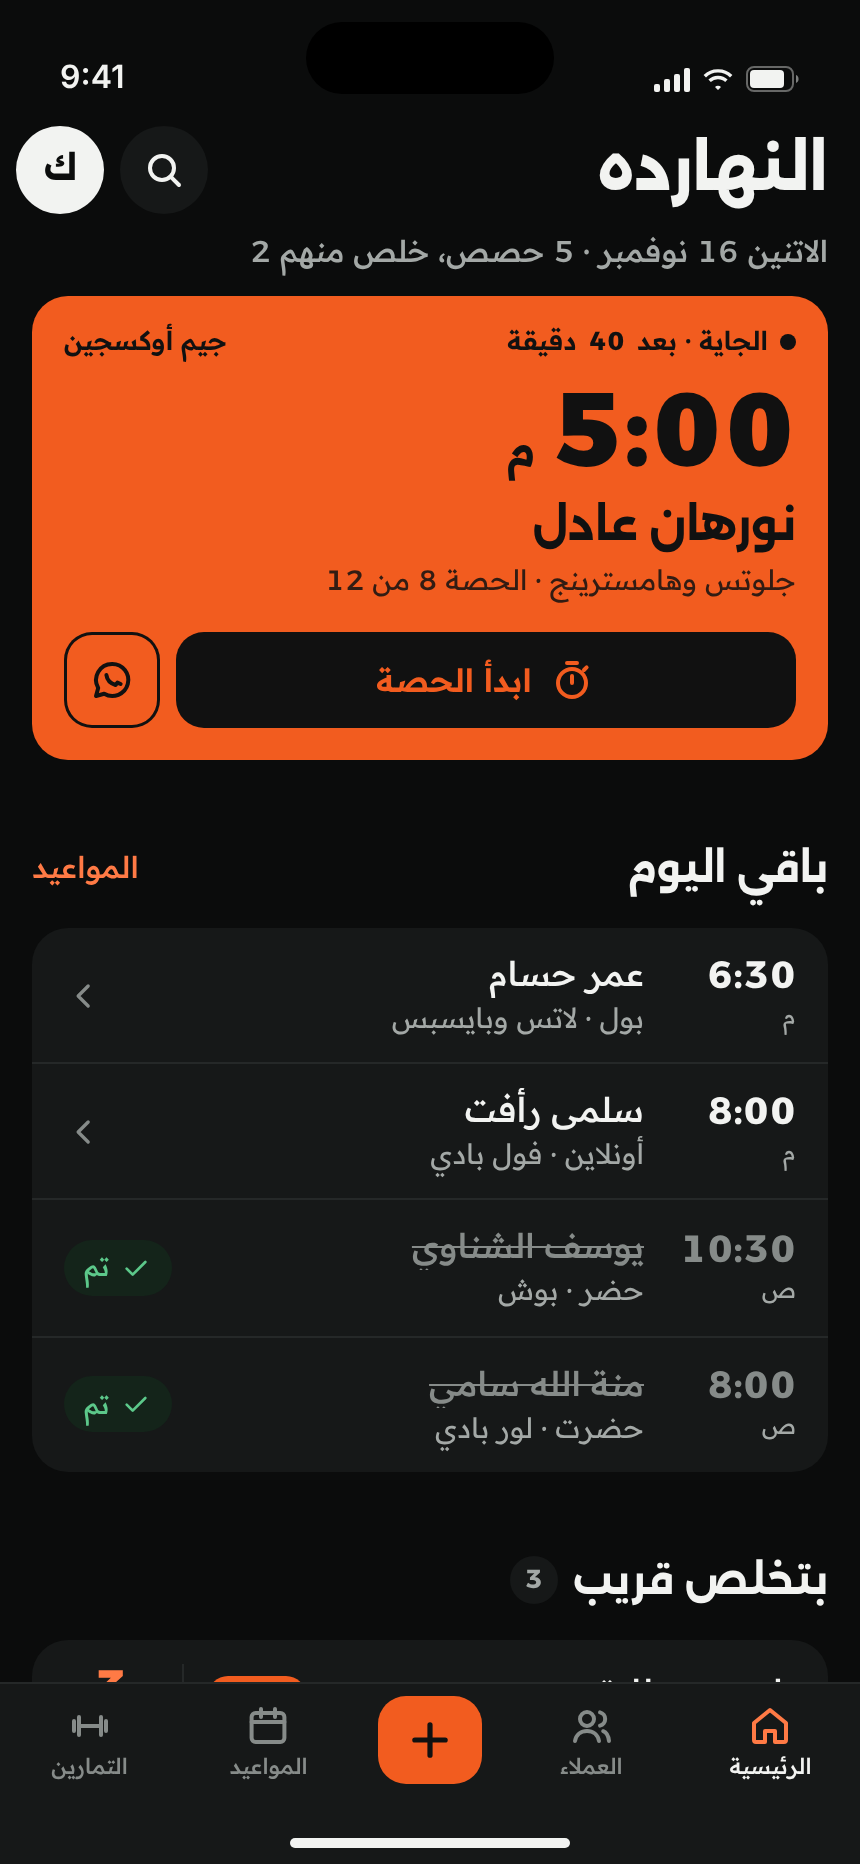 9:41
النهارده
ك
الاتنين 16 نوفمبر · 5 حصص، خلص منهم 2
الجاية · بعد 40 دقيقة
جيم أوكسجين
5:00 م
نورهان عادل
جلوتس وهامسترينج · الحصة 8 من 12
ابدأ الحصة
باقي اليوم
المواعيد
6:30 م
عمر حسام
بول · لاتس وبايسبس
8:00 م
سلمى رأفت
أونلاين · فول بادي
10:30 ص
يوسف الشناوي
حضر · بوش
تم
8:00 ص
منة الله سامي
حضرت · لور بادي
تم
بتخلص قريب 3
الرئيسية
العملاء
المواعيد
التمارين